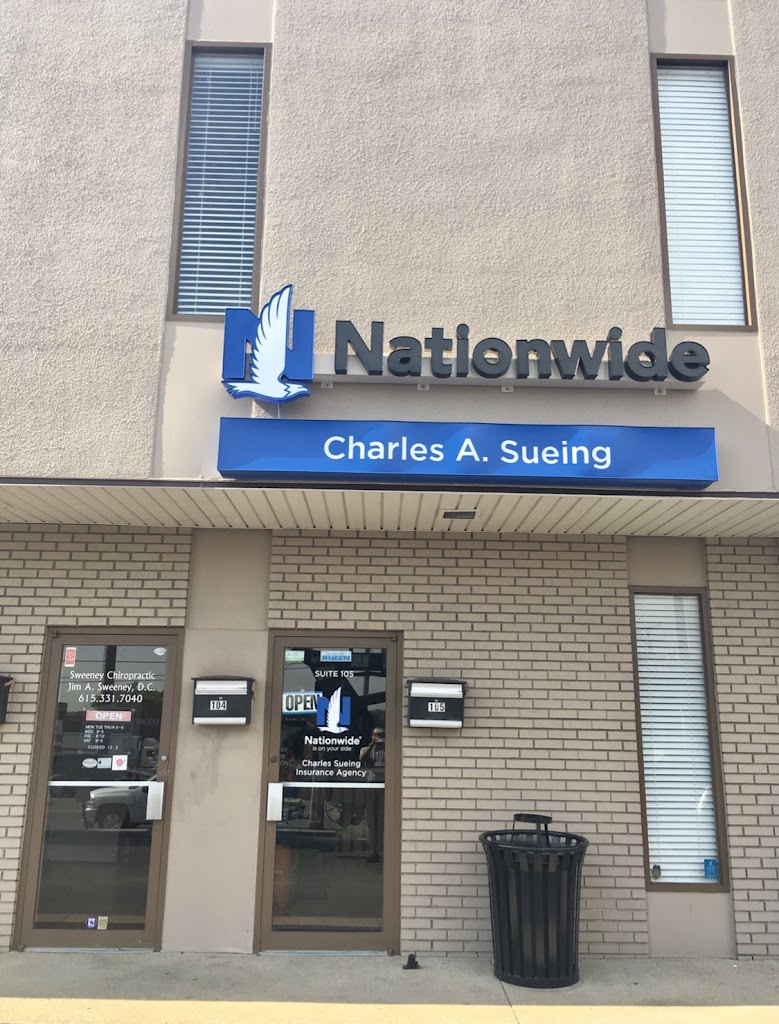 N Nationwide
Charles A. Sueing
Sweeney Chiropractic
Jim A. Sweeney, D.C.
615.331.7040
OPEN
104
SUITE 105
OPEN
N
Nationwide
is on your side
Charles Sueing
Insurance Agency
105